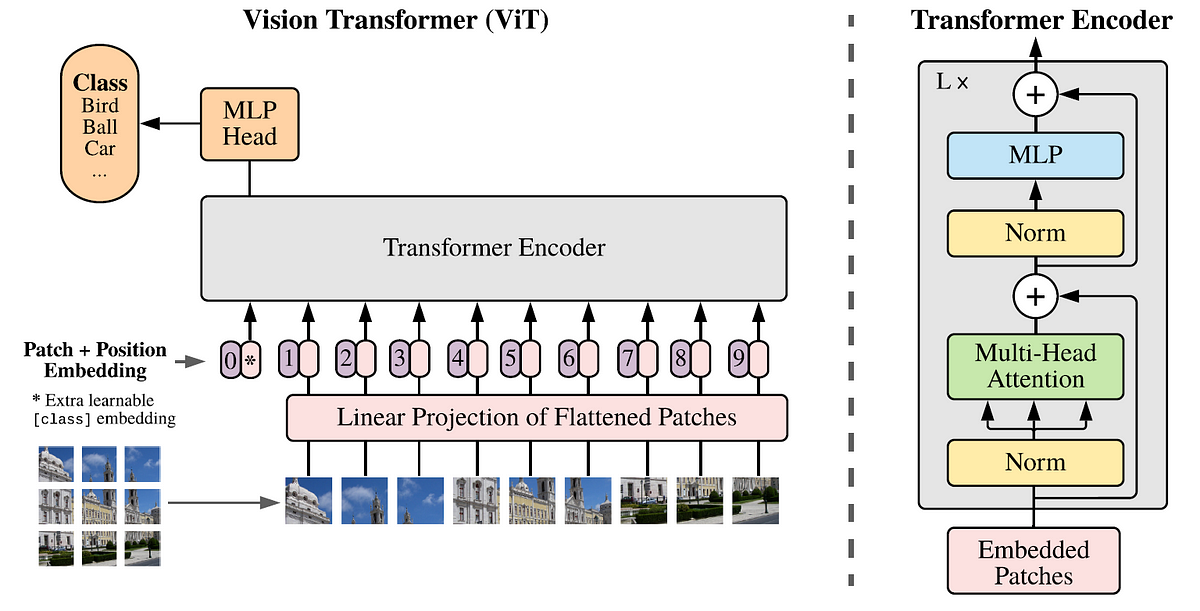 Vision Transformer (ViT)
Class
Bird
Ball
Car
...
MLP
Head
Transformer Encoder
Patch + Position
Embedding
0 * 1 2 3 4 5 6 7 8 9
* Extra learnable
[class] embedding
Linear Projection of Flattened Patches
Transformer Encoder
L x
+
MLP
Norm
+
Multi-Head
Attention
Norm
Embedded
Patches